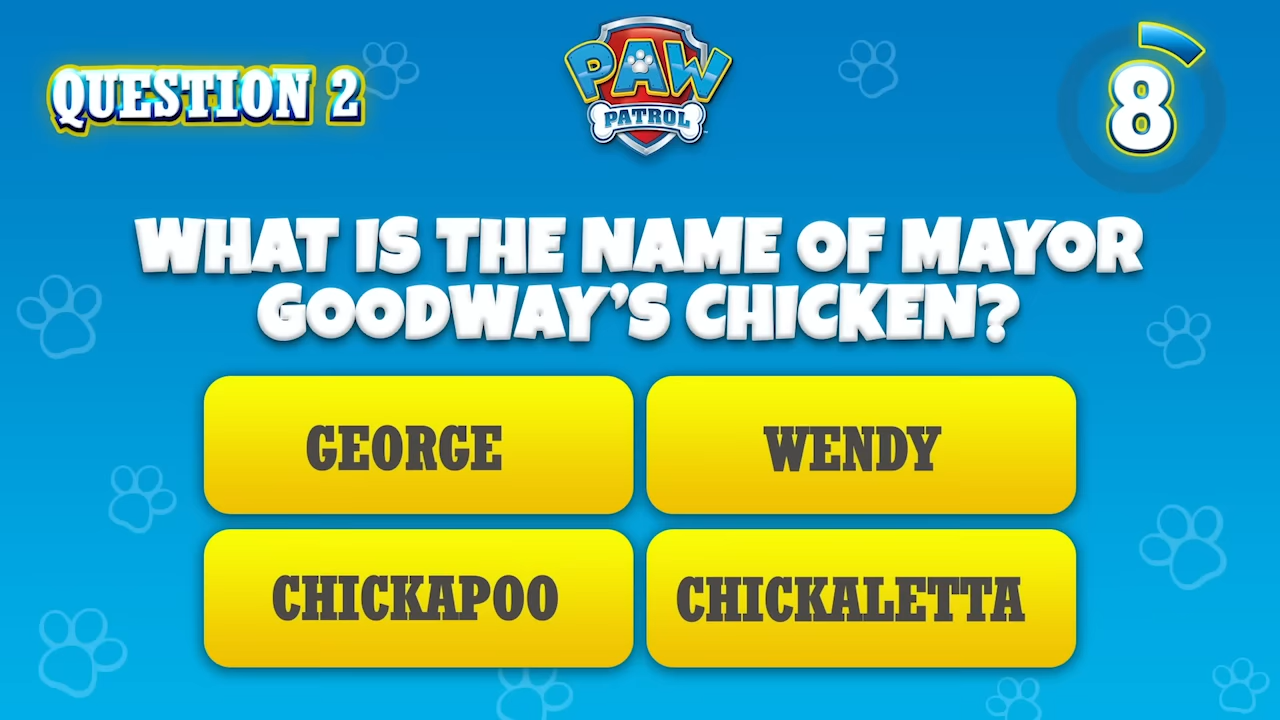 QUESTION 2
PAW
PATROL
8
WHAT IS THE NAME OF MAYOR
GOODWAY'S CHICKEN?
GEORGE
WENDY
CHICKAPOO
CHICKALETTA